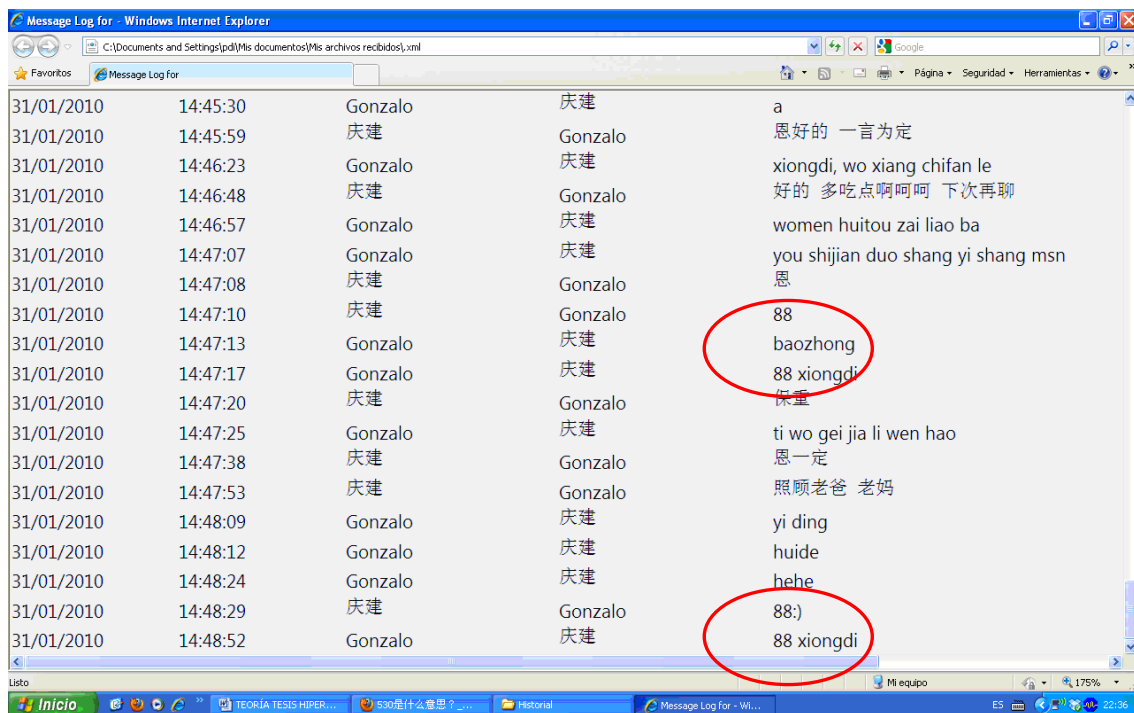 Message Log for - Windows Internet Explorer
C:\Documents and Settings\pdi\Mis documentos\Mis archivos recibidos\.xml Google
Favoritos Message Log for Página Seguridad Herramientas
31/01/2010 14:45:30 Gonzalo 庆建 a
31/01/2010 14:45:59 庆建 Gonzalo 恩好的 一言为定
31/01/2010 14:46:23 Gonzalo 庆建 xiongdi, wo xiang chifan le
31/01/2010 14:46:48 庆建 Gonzalo 好的 多吃点啊呵呵 下次再聊
31/01/2010 14:46:57 Gonzalo 庆建 women huitou zai liao ba
31/01/2010 14:47:07 Gonzalo 庆建 you shijian duo shang yi shang msn
31/01/2010 14:47:08 庆建 Gonzalo 恩
31/01/2010 14:47:10 庆建 Gonzalo 88
31/01/2010 14:47:13 Gonzalo 庆建 baozhong
31/01/2010 14:47:17 Gonzalo 庆建 88 xiongdi
31/01/2010 14:47:20 庆建 Gonzalo 保重
31/01/2010 14:47:25 Gonzalo 庆建 ti wo gei jia li wen hao
31/01/2010 14:47:38 庆建 Gonzalo 恩一定
31/01/2010 14:47:53 庆建 Gonzalo 照顾老爸 老妈
31/01/2010 14:48:09 Gonzalo 庆建 yi ding
31/01/2010 14:48:12 Gonzalo 庆建 huide
31/01/2010 14:48:24 Gonzalo 庆建 hehe
31/01/2010 14:48:29 庆建 Gonzalo 88:)
31/01/2010 14:48:52 Gonzalo 庆建 88 xiongdi
Listo Mi equipo 175%
Inicio TEORÍA TESIS HIPER... 530是什么意思？_... Historial Message Log for - Wi... ES 22:36